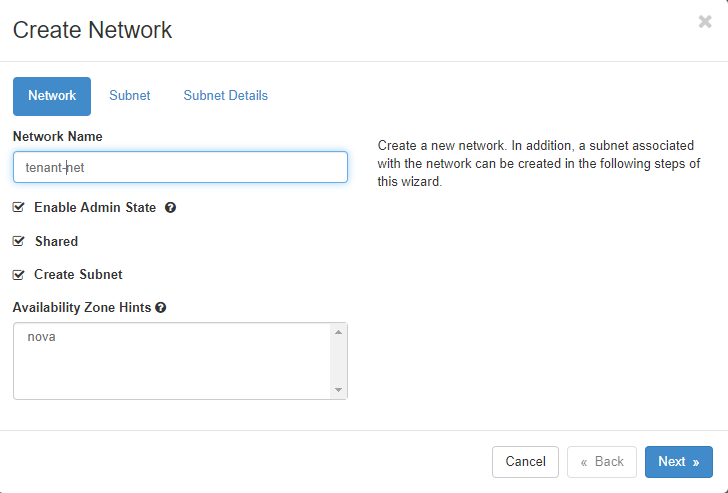 Create Network
Network Subnet Subnet Details
Network Name
tenant-net
Enable Admin State
Shared
Create Subnet
Availability Zone Hints
nova
Create a new network. In addition, a subnet associated
with the network can be created in the following steps of
this wizard.
Cancel « Back Next »